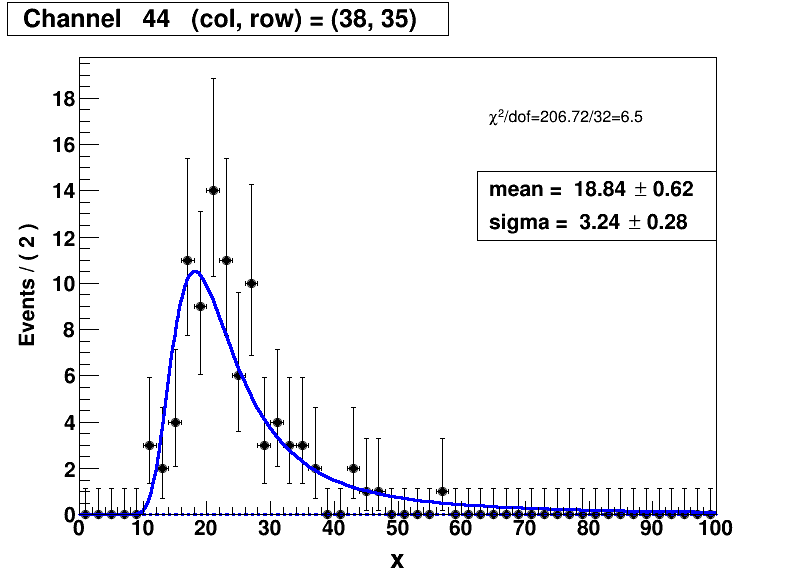 Channel 44 (col, row) = (38, 35)
χ²/dof=206.72/32=6.5
mean = 18.84 ± 0.62
sigma = 3.24 ± 0.28
Events / ( 2 )
18
16
14
12
10
8
6
4
2
0
0 10 20 30 40 50 60 70 80 90 100
x